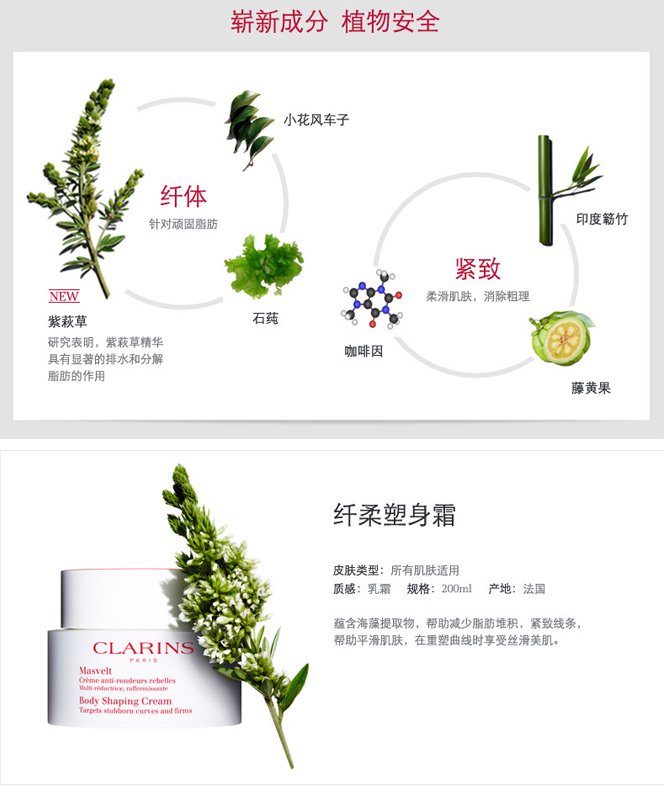 崭新成分 植物安全
小花风车子
纤体
针对顽固脂肪
印度簕竹
紧致
柔滑肌肤，消除粗理
NEW
紫萩草
石莼
研究表明，紫萩草精华
具有显著的排水和分解
脂肪的作用
咖啡因
藤黄果
纤柔塑身霜
皮肤类型：所有肌肤适用
质感：乳霜 规格：200ml 产地：法国
蕴含海藻提取物，帮助减少脂肪堆积，紧致线条，
帮助平滑肌肤，在重塑曲线时享受丝滑美肌。
CLARINS
PARIS
Masvelt
Crème anti-rondeurs rebelles
Multi-réductrice, raffermissante
Body Shaping Cream
Targets stubborn curves and firms